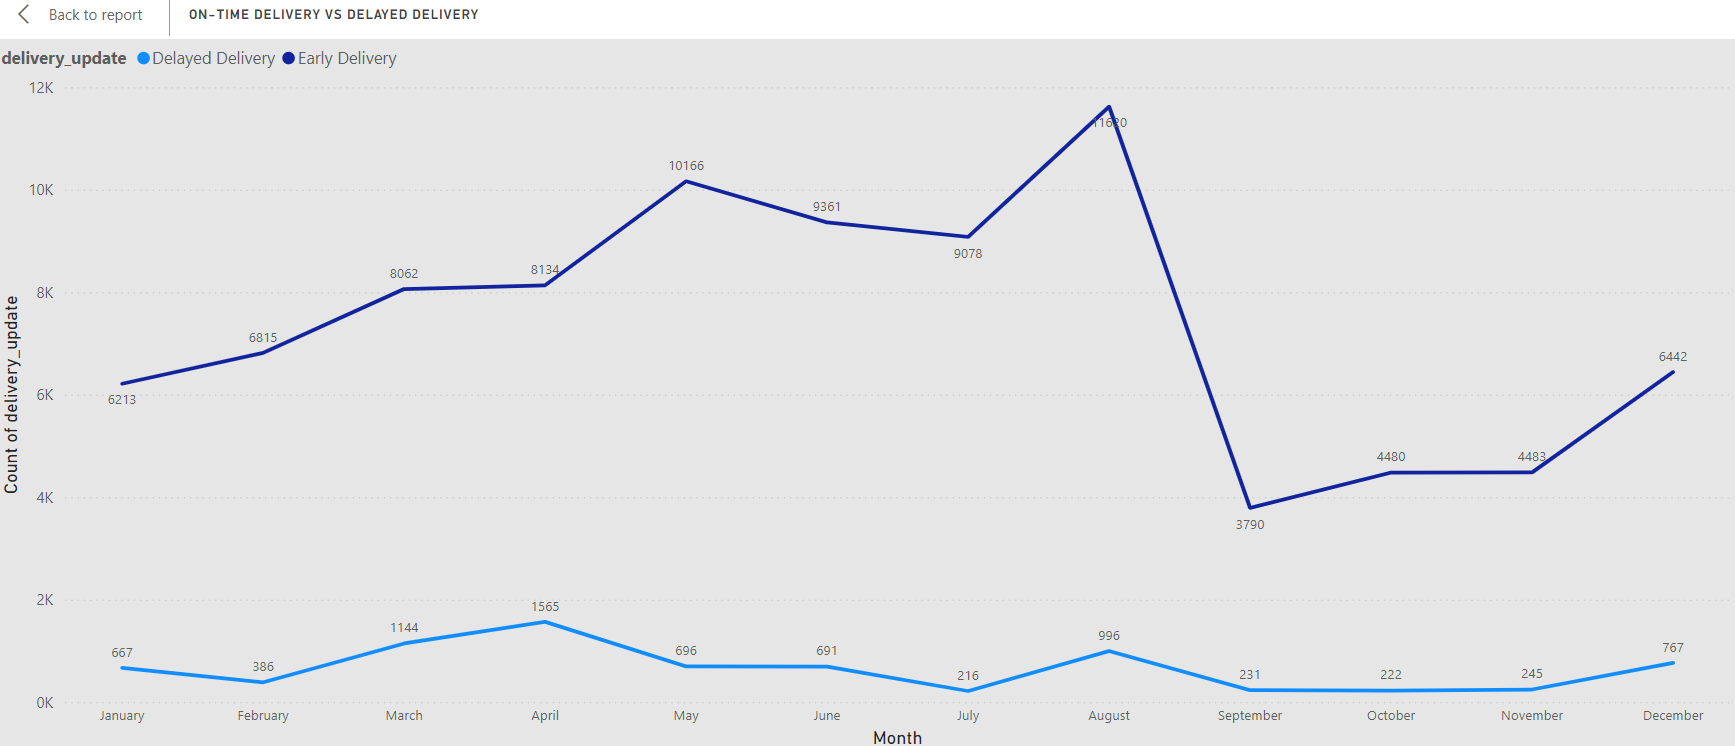 Back to report
ON-TIME DELIVERY VS DELAYED DELIVERY
delivery_update Delayed Delivery Early Delivery
12K
10K
8K
6K
4K
2K
0K
Count of delivery_update
6213
6815
8062
8134
10166
9361
9078
11620
3790
4480
4483
6442
667
386
1144
1565
696
691
216
996
231
222
245
767
January February March April May June July August September October November December
Month